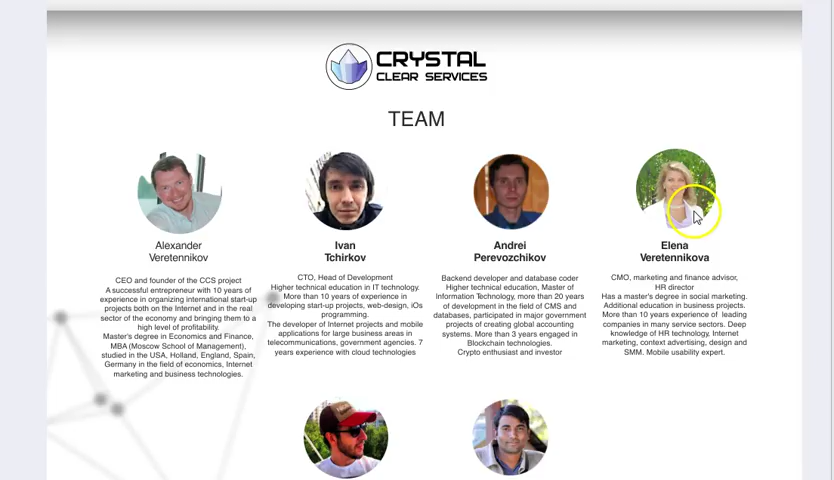 CRYSTAL
CLEAR SERVICES
TEAM
Alexander
Veretennikov
CEO and founder of the CCS project
A successful entrepreneur with 10 years of
experience in organizing international start-up
projects both on the Internet and in the real
sector of the economy and bringing them to a
high level of profitability.
Master's degree in Economics and Finance,
MBA (Moscow School of Management),
studied in the USA, Holland, England, Spain,
Germany in the field of economics, Internet
marketing and business technologies.
Ivan
Tchirkov
CTO, Head of Development
Higher technical education in IT technology.
More than 10 years of experience in
developing start-up projects, web-design, iOs
programming.
The developer of Internet projects and mobile
applications for large business areas in
telecommunications, government agencies. 7
years experience with cloud technologies
Andrei
Perevozchikov
Backend developer and database coder
Higher technical education, Master of
Information Technology, more than 20 years
of development in the field of CMS and
databases, participated in major government
projects of creating global accounting
systems. More than 3 years engaged in
Blockchain technologies.
Crypto enthusiast and investor
Elena
Veretennikova
CMO, marketing and finance advisor,
HR director
Has a master's degree in social marketing.
Additional education in business projects.
More than 10 years experience of leading
companies in many service sectors. Deep
knowledge of HR technology, Internet
marketing, context advertising, design and
SMM. Mobile usability expert.